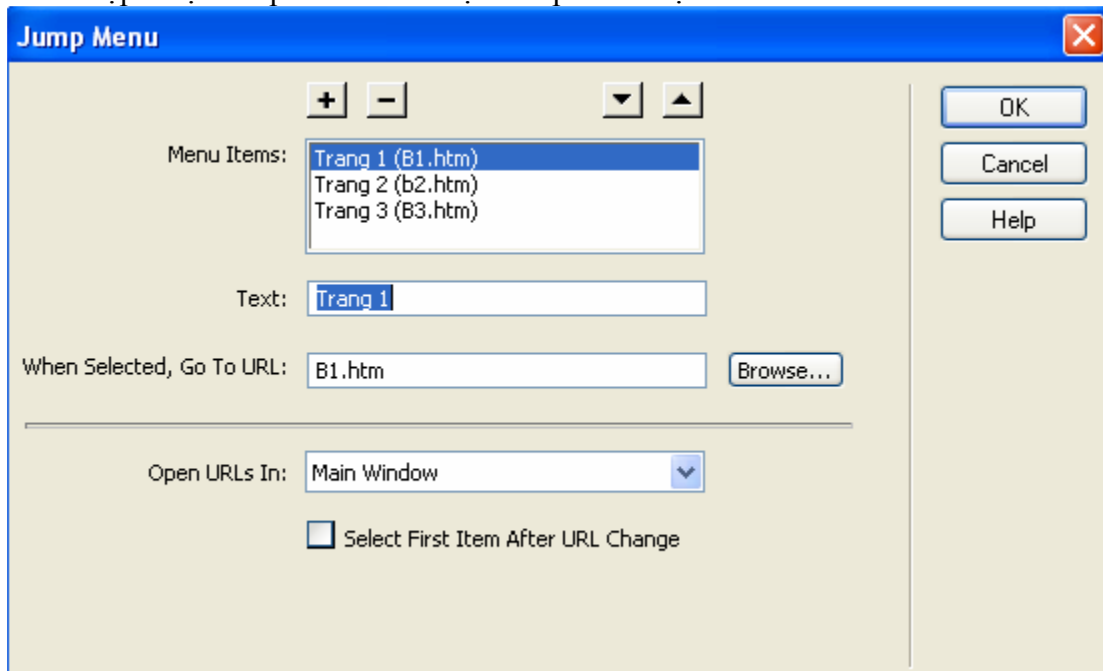 Jump Menu
+ -
OK
Menu Items:
Trang 1 (B1.htm)
Cancel
Trang 2 (b2.htm)
Trang 3 (B3.htm)
Help
Text: Trang 1
When Selected, Go To URL: B1.htm Browse...
Open URLs In: Main Window
Select First Item After URL Change